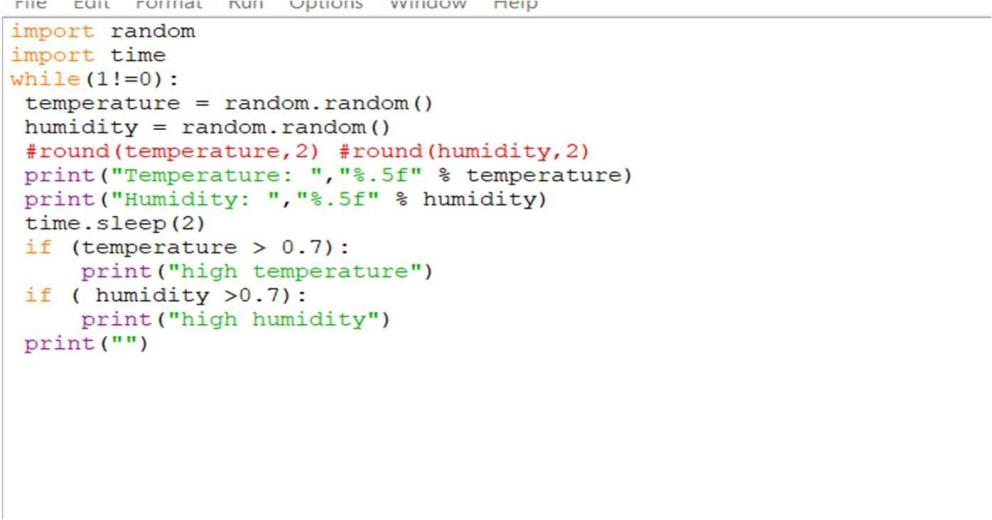 File Edit Format Run Options Window Help
import random
import time
while(1!=0):
 temperature = random.random()
 humidity = random.random()
 #round(temperature,2) #round(humidity,2)
 print("Temperature: ","%.5f" % temperature)
 print("Humidity: ","%.5f" % humidity)
 time.sleep(2)
 if (temperature > 0.7):
     print("high temperature")
 if ( humidity >0.7):
     print("high humidity")
 print("")